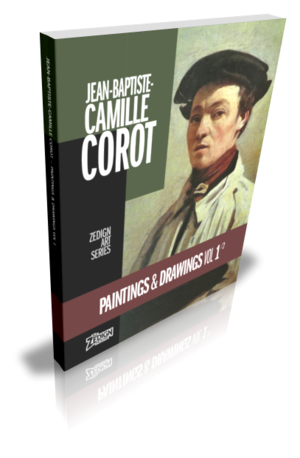 JEAN-BAPTISTE-
CAMILLE
COROT
ZEDIGN
ART
SERIES
PAINTINGS & DRAWINGS VOL 1
ZEDIGN
JEAN-BAPTISTE-CAMILLE COROT PAINTINGS & DRAWINGS VOL 1